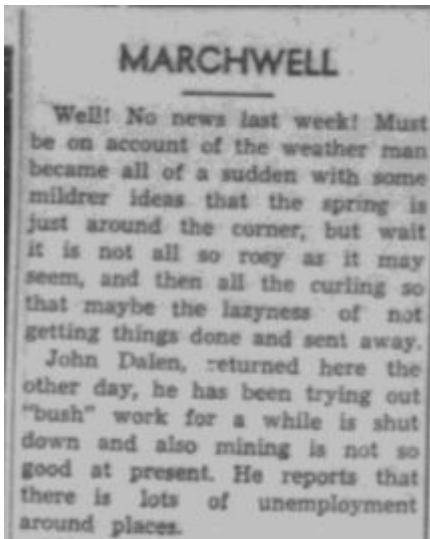 MARCHWELL
Well! No news last week! Must
be on account of the weather man
became all of a sudden with some
mildrer ideas that the spring is
just around the corner, but wait
it is not all so rosy as it may
seem, and then all the curling so
that maybe the lazyness of not
getting things done and sent away.
John Dalen, returned here the
other day, he has been trying out
"bush" work for a while is shut
down and also mining is not so
good at present. He reports that
there is lots of unemployment
around places.